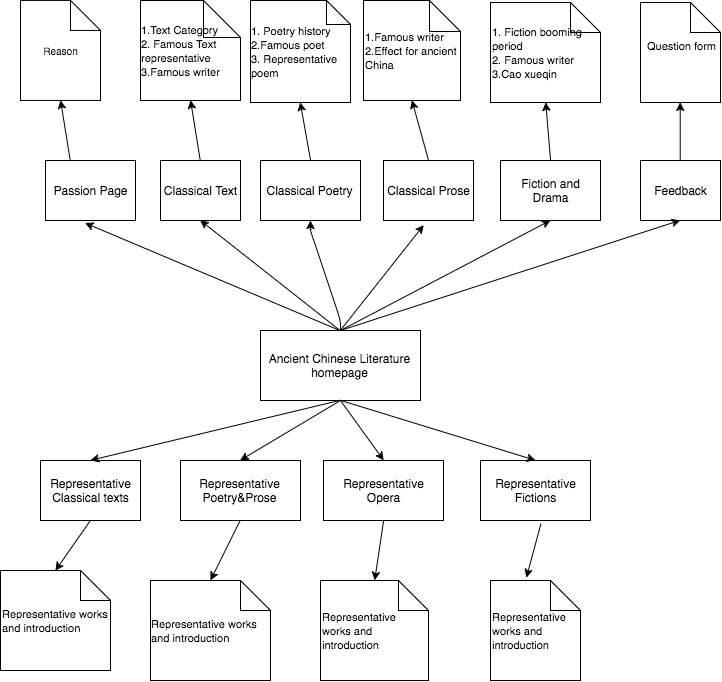 Reason
1.Text Category
2. Famous Text
representative
3.Famous writer
1. Poetry history
2.Famous poet
3. Representative
poem
1.Famous writer
2.Effect for ancient
China
1. Fiction booming
period
2. Famous writer
3.Cao xueqin
Question form
Passion Page
Classical Text
Classical Poetry
Classical Prose
Fiction and
Drama
Feedback
Ancient Chinese Literature
homepage
Representative
Classical texts
Representative
Poetry&Prose
Representative
Opera
Representative
Fictions
Representative works
and introduction
Representative works
and introduction
Representative
works and
introduction
Representative
works and
introduction